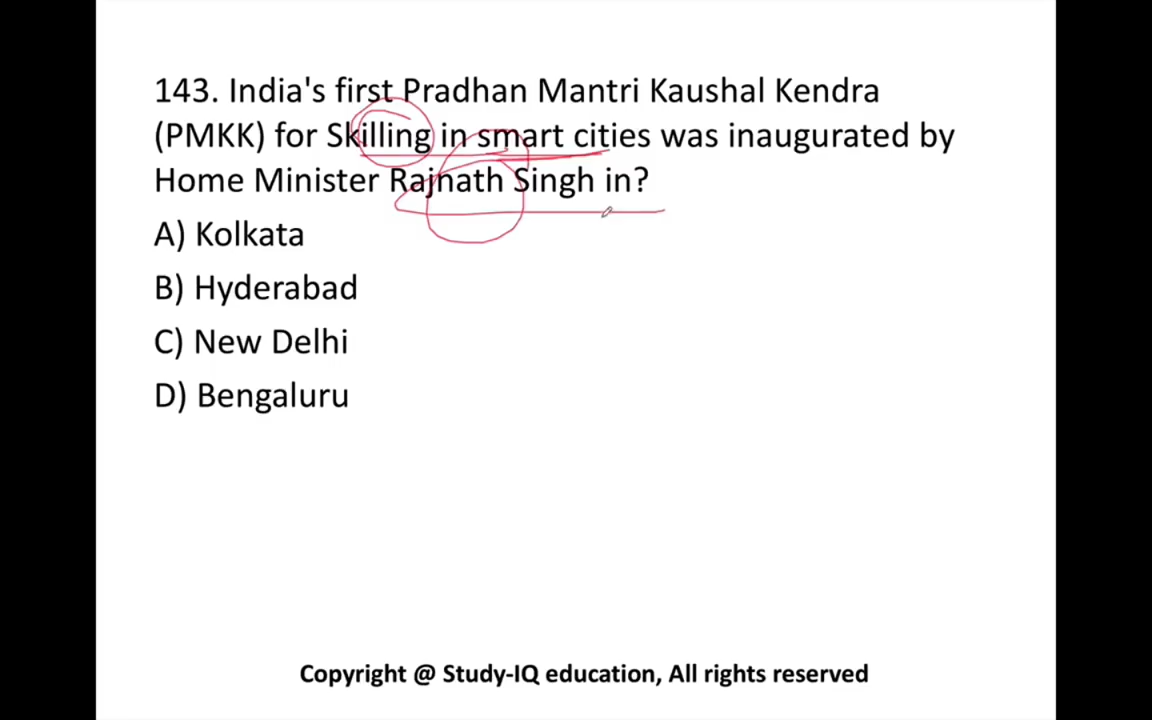 143. India's first Pradhan Mantri Kaushal Kendra
(PMKK) for Skilling in smart cities was inaugurated by
Home Minister Rajnath Singh in?
A) Kolkata
B) Hyderabad
C) New Delhi
D) Bengaluru
Copyright @ Study-IQ education, All rights reserved